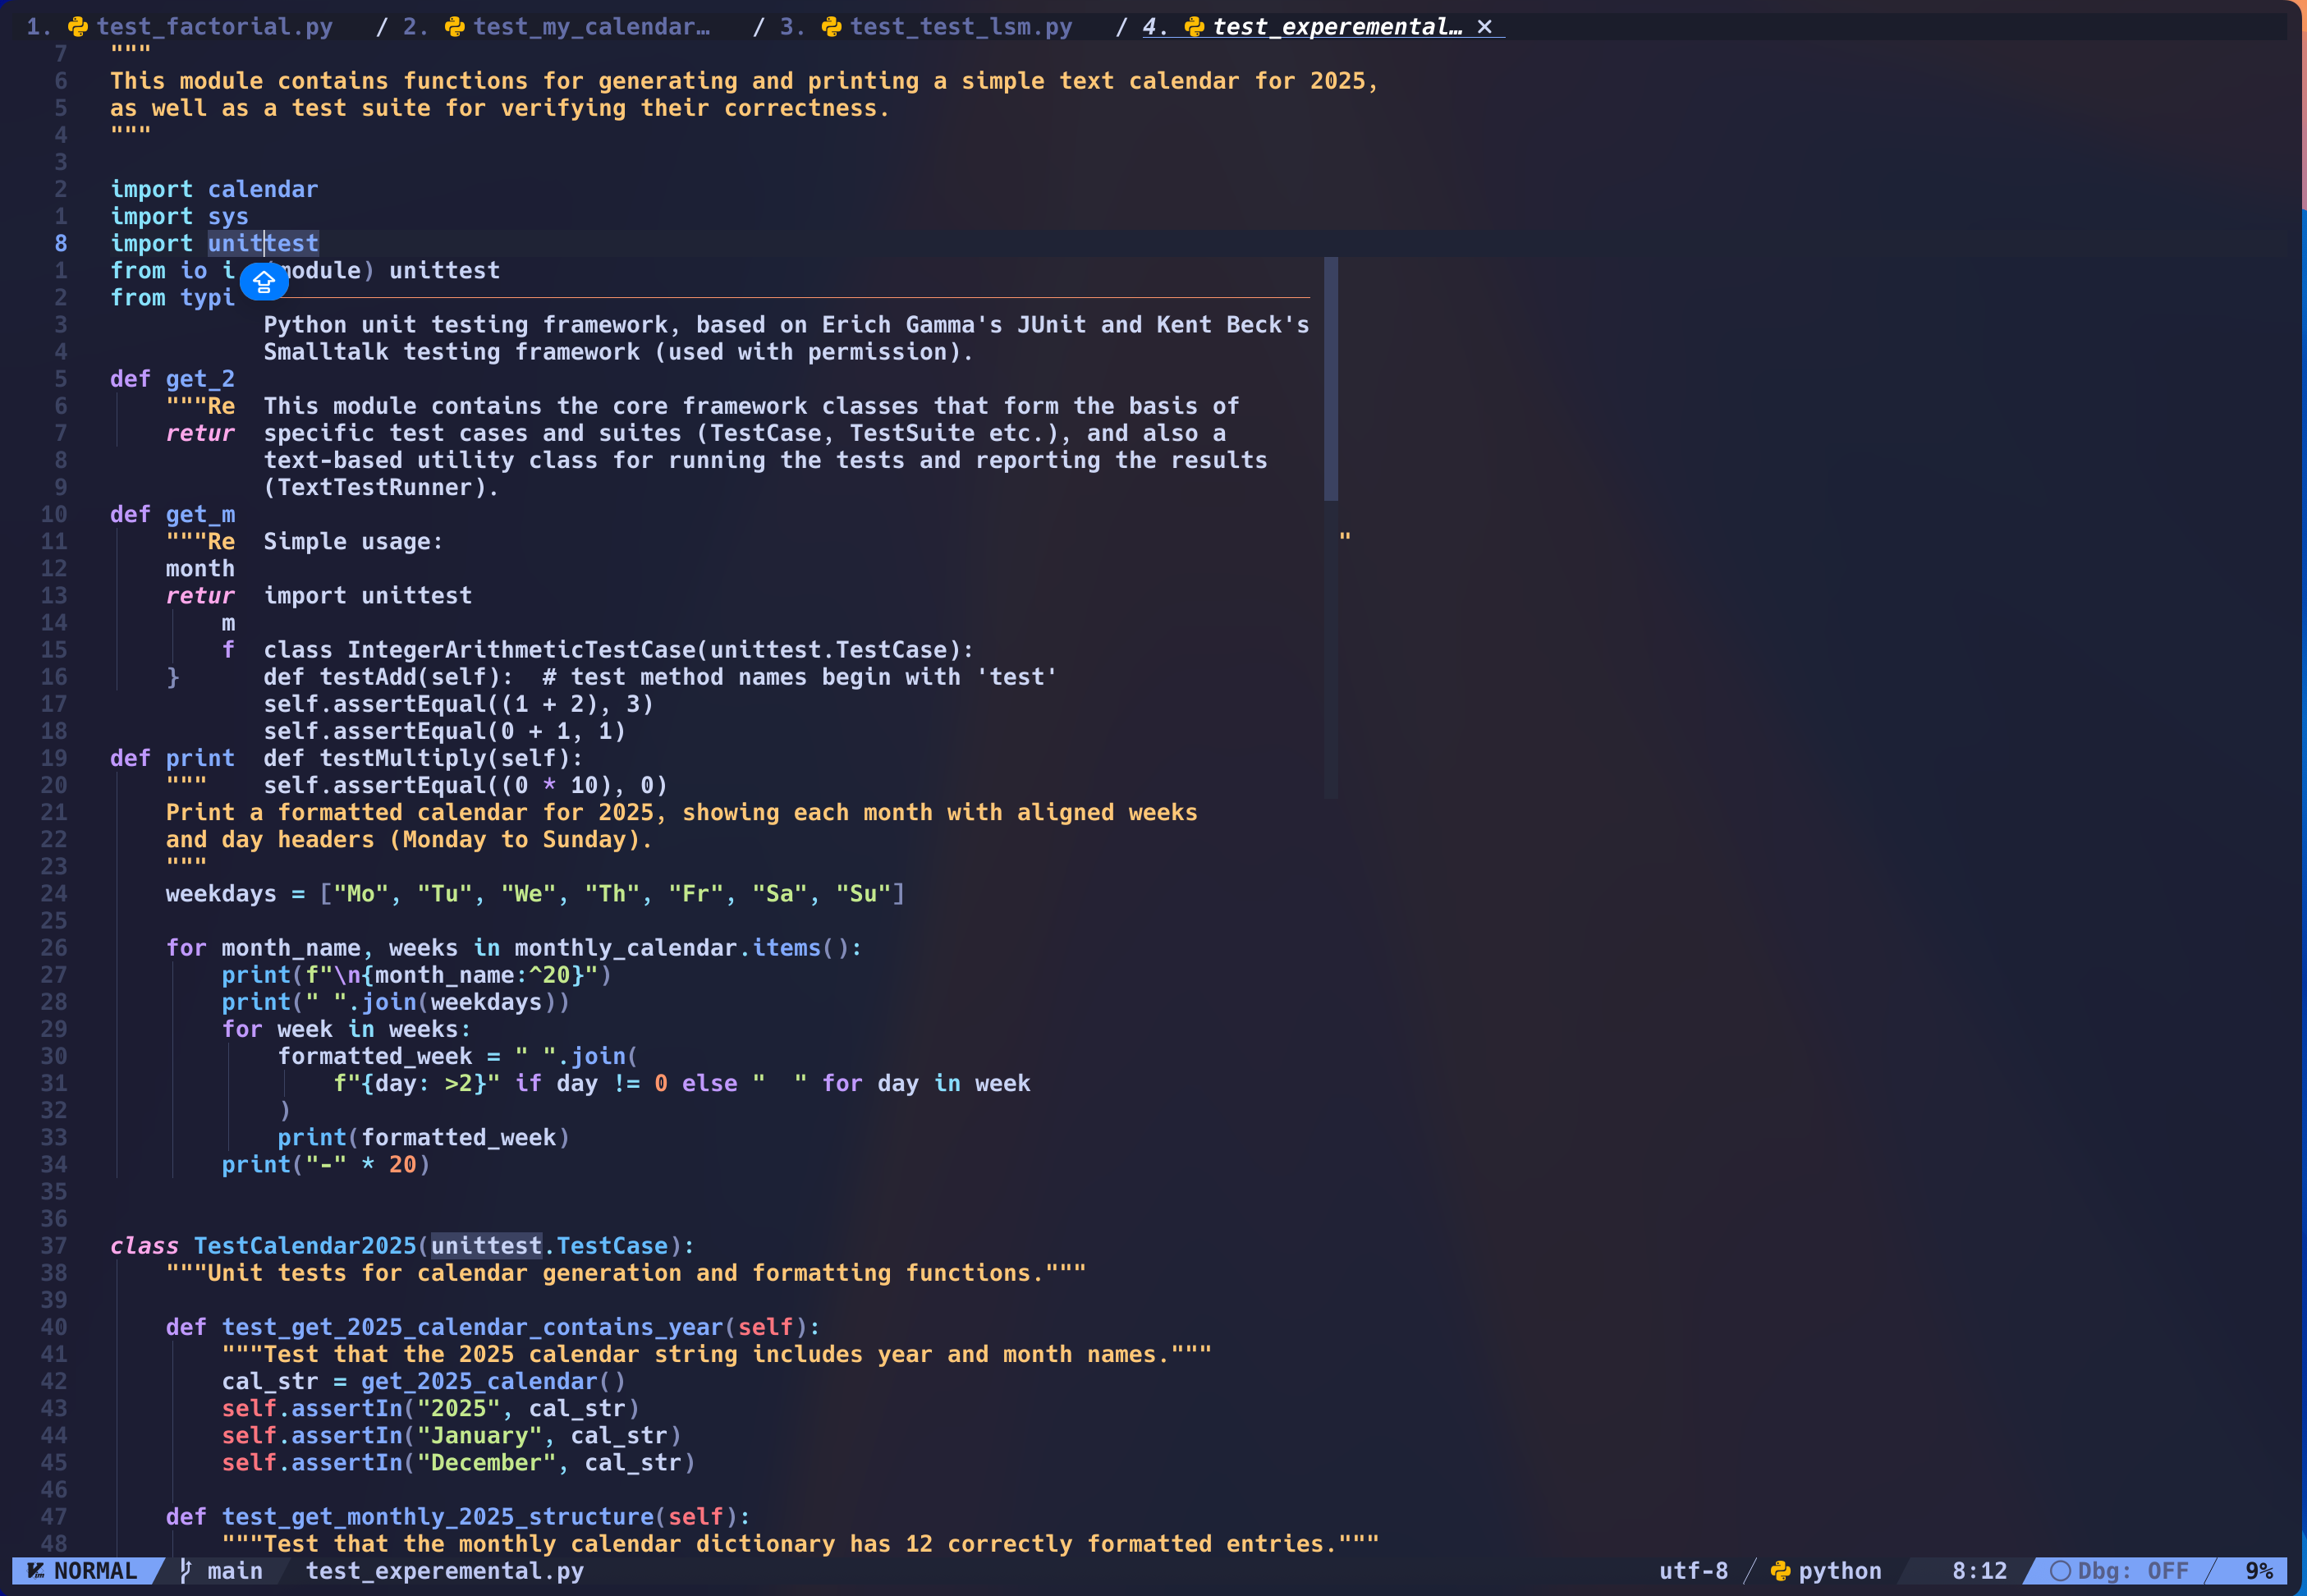 1. test_factorial.py / 2. test_my_calendar… / 3. test_test_lsm.py / 4. test_experemental… ×
7 """
6 This module contains functions for generating and printing a simple text calendar for 2025,
5 as well as a test suite for verifying their correctness.
4 """
3
2 import calendar
1 import sys
8 import unittest
1 from io i (module) unittest
2 from typi
3 Python unit testing framework, based on Erich Gamma's JUnit and Kent Beck's
4 Smalltalk testing framework (used with permission).
5 def get_2
6 """Re This module contains the core framework classes that form the basis of
7 retur specific test cases and suites (TestCase, TestSuite etc.), and also a
8 text-based utility class for running the tests and reporting the results
9 (TextTestRunner).
10 def get_m
11 """Re Simple usage: "
12 month
13 retur import unittest
14 m
15 f class IntegerArithmeticTestCase(unittest.TestCase):
16 } def testAdd(self):  # test method names begin with 'test'
17 self.assertEqual((1 + 2), 3)
18 self.assertEqual(0 + 1, 1)
19 def print def testMultiply(self):
20 """ self.assertEqual((0 * 10), 0)
21 Print a formatted calendar for 2025, showing each month with aligned weeks
22 and day headers (Monday to Sunday).
23 """
24 weekdays = ["Mo", "Tu", "We", "Th", "Fr", "Sa", "Su"]
25
26 for month_name, weeks in monthly_calendar.items():
27 print(f"\n{month_name:^20}")
28 print(" ".join(weekdays))
29 for week in weeks:
30 formatted_week = " ".join(
31 f"{day: >2}" if day != 0 else "  " for day in week
32 )
33 print(formatted_week)
34 print("-" * 20)
35
36
37 class TestCalendar2025(unittest.TestCase):
38 """Unit tests for calendar generation and formatting functions."""
39
40 def test_get_2025_calendar_contains_year(self):
41 """Test that the 2025 calendar string includes year and month names."""
42 cal_str = get_2025_calendar()
43 self.assertIn("2025", cal_str)
44 self.assertIn("January", cal_str)
45 self.assertIn("December", cal_str)
46
47 def test_get_monthly_2025_structure(self):
48 """Test that the monthly calendar dictionary has 12 correctly formatted entries."""
NORMAL main test_experemental.py utf-8 python 8:12 Dbg: OFF 9%